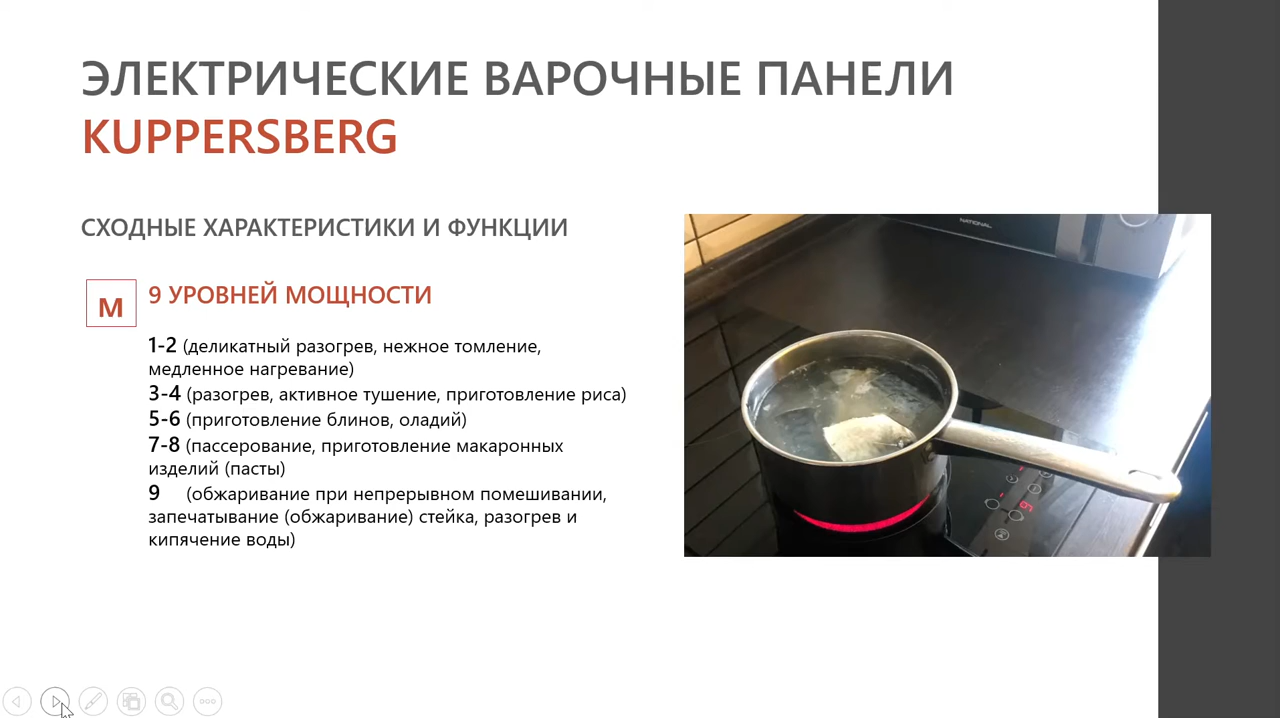 ЭЛЕКТРИЧЕСКИЕ ВАРОЧНЫЕ ПАНЕЛИ
KUPPERSBERG
СХОДНЫЕ ХАРАКТЕРИСТИКИ И ФУНКЦИИ
М
9 УРОВНЕЙ МОЩНОСТИ
1-2 (деликатный разогрев, нежное томление,
медленное нагревание)
3-4 (разогрев, активное тушение, приготовление риса)
5-6 (приготовление блинов, оладий)
7-8 (пассерование, приготовление макаронных
изделий (пасты)
9 (обжаривание при непрерывном помешивании,
запечатывание (обжаривание) стейка, разогрев и
кипячение воды)
NATIONAL